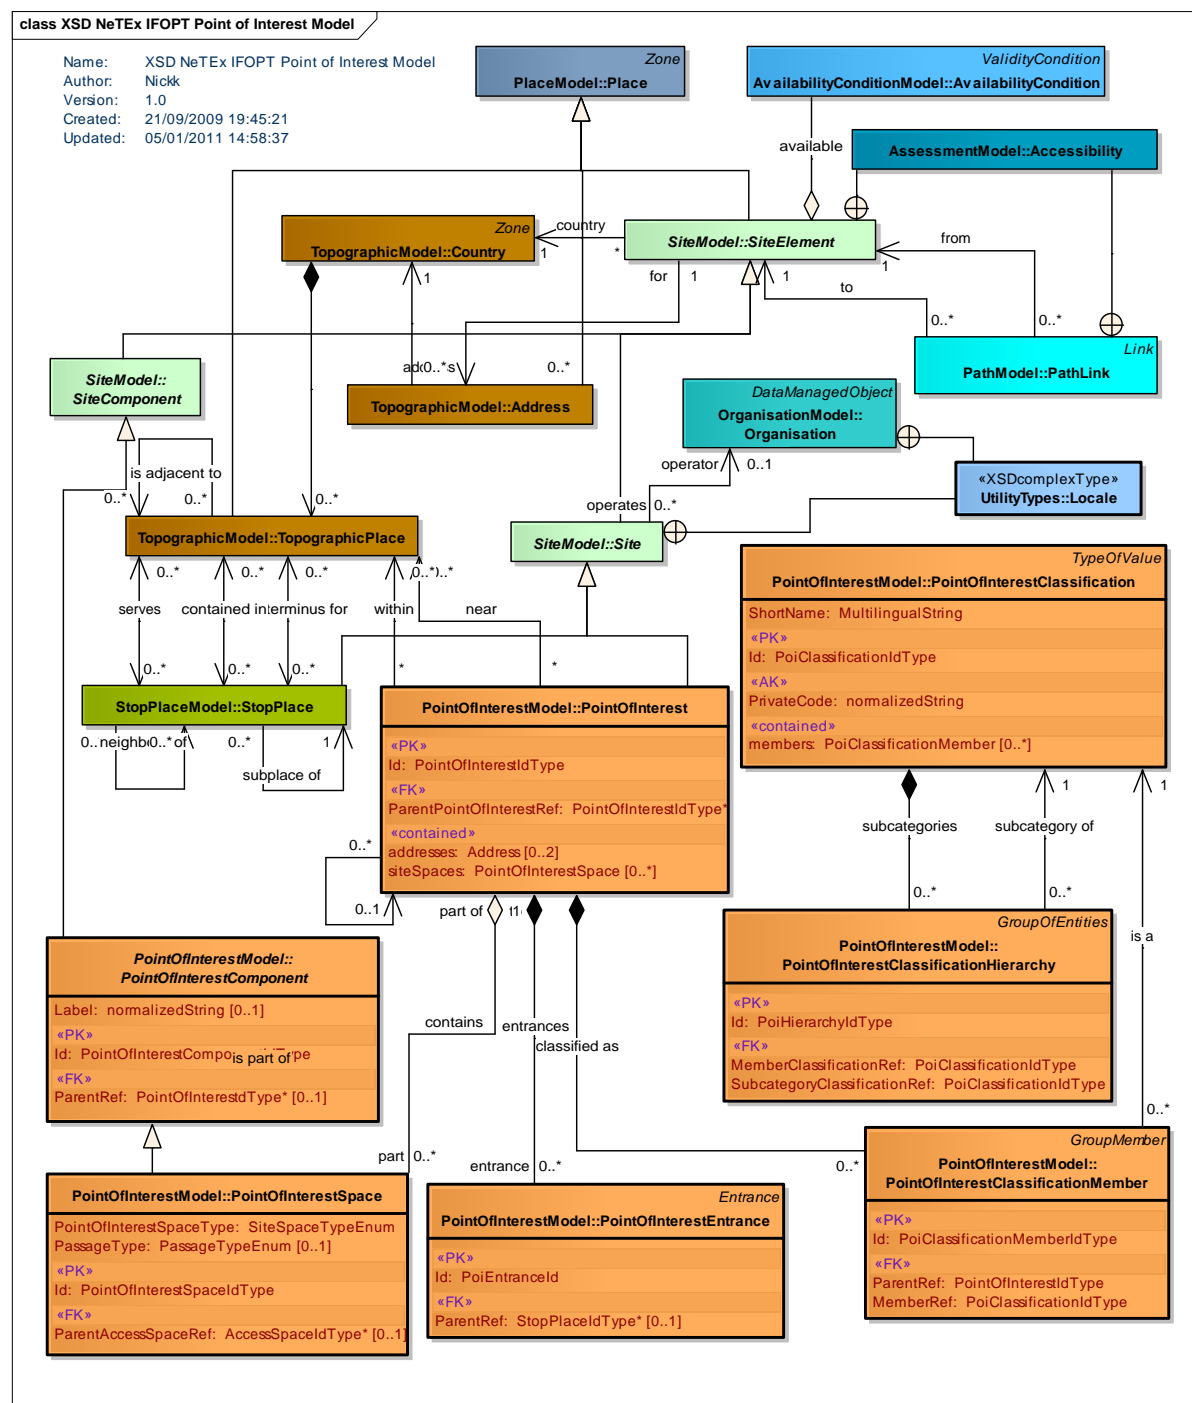 class XSD NeTEx IFOPT Point of Interest Model
Name: XSD NeTEx IFOPT Point of Interest Model
Author: Nickk
Version: 1.0
Created: 21/09/2009 19:45:21
Updated: 05/01/2011 14:58:37
Zone
PlaceModel::Place
ValidityCondition
AvailabilityConditionModel::AvailabilityCondition
available
AssessmentModel::Accessibility
Zone
TopographicModel::Country
country
1
*
SiteModel::SiteElement
from
1
for
1
1
to
1
0..*
0..*
Link
PathModel::PathLink
SiteModel::
SiteComponent
0..*
0..*
TopographicModel::Address
DataManagedObject
OrganisationModel::
Organisation
operator
0..1
«XSDcomplexType»
UtilityTypes::Locale
is adjacent to
0..*
0..*
0..*
operates
0..*
TopographicModel::TopographicPlace
SiteModel::Site
0..*
0..*
0..*
0..*
serves
contained in
terminus for
within
near
0..*
0..*
0..*
*
*
StopPlaceModel::StopPlace
0..*
0..*
1
subplace of
PointOfInterestModel::PointOfInterest
«PK»
Id: PointOfInterestIdType
«FK»
ParentPointOfInterestRef: PointOfInterestIdType*
«contained»
addresses: Address [0..2]
siteSpaces: PointOfInterestSpace [0..*]
0..*
0..1
TypeOfValue
PointOfInterestModel::PointOfInterestClassification
ShortName: MultilingualString
«PK»
Id: PoiClassificationIdType
«AK»
PrivateCode: normalizedString
«contained»
members: PoiClassificationMember [0..*]
1
1
subcategories
subcategory of
0..*
0..*
part of
GroupOfEntities
PointOfInterestModel::
PointOfInterestClassificationHierarchy
«PK»
Id: PoiHierarchyIdType
«FK»
MemberClassificationRef: PoiClassificationIdType
SubcategoryClassificationRef: PoiClassificationIdType
is a
0..*
PointOfInterestModel::
PointOfInterestComponent
Label: normalizedString [0..1]
«PK»
is part of
«FK»
ParentRef: PointOfInterestIdType* [0..1]
contains
entrances
classified as
part
0..*
entrance
0..*
0..*
PointOfInterestModel::PointOfInterestSpace
PointOfInterestSpaceType: SiteSpaceTypeEnum
PassageType: PassageTypeEnum [0..1]
«PK»
Id: PointOfInterestSpaceIdType
«FK»
ParentAccessSpaceRef: AccessSpaceIdType* [0..1]
Entrance
PointOfInterestModel::PointOfInterestEntrance
«PK»
Id: PoiEntranceId
«FK»
ParentRef: StopPlaceIdType* [0..1]
GroupMember
PointOfInterestModel::
PointOfInterestClassificationMember
«PK»
Id: PoiClassificationMemberIdType
«FK»
ParentRef: PointOfInterestIdType
MemberRef: PoiClassificationIdType